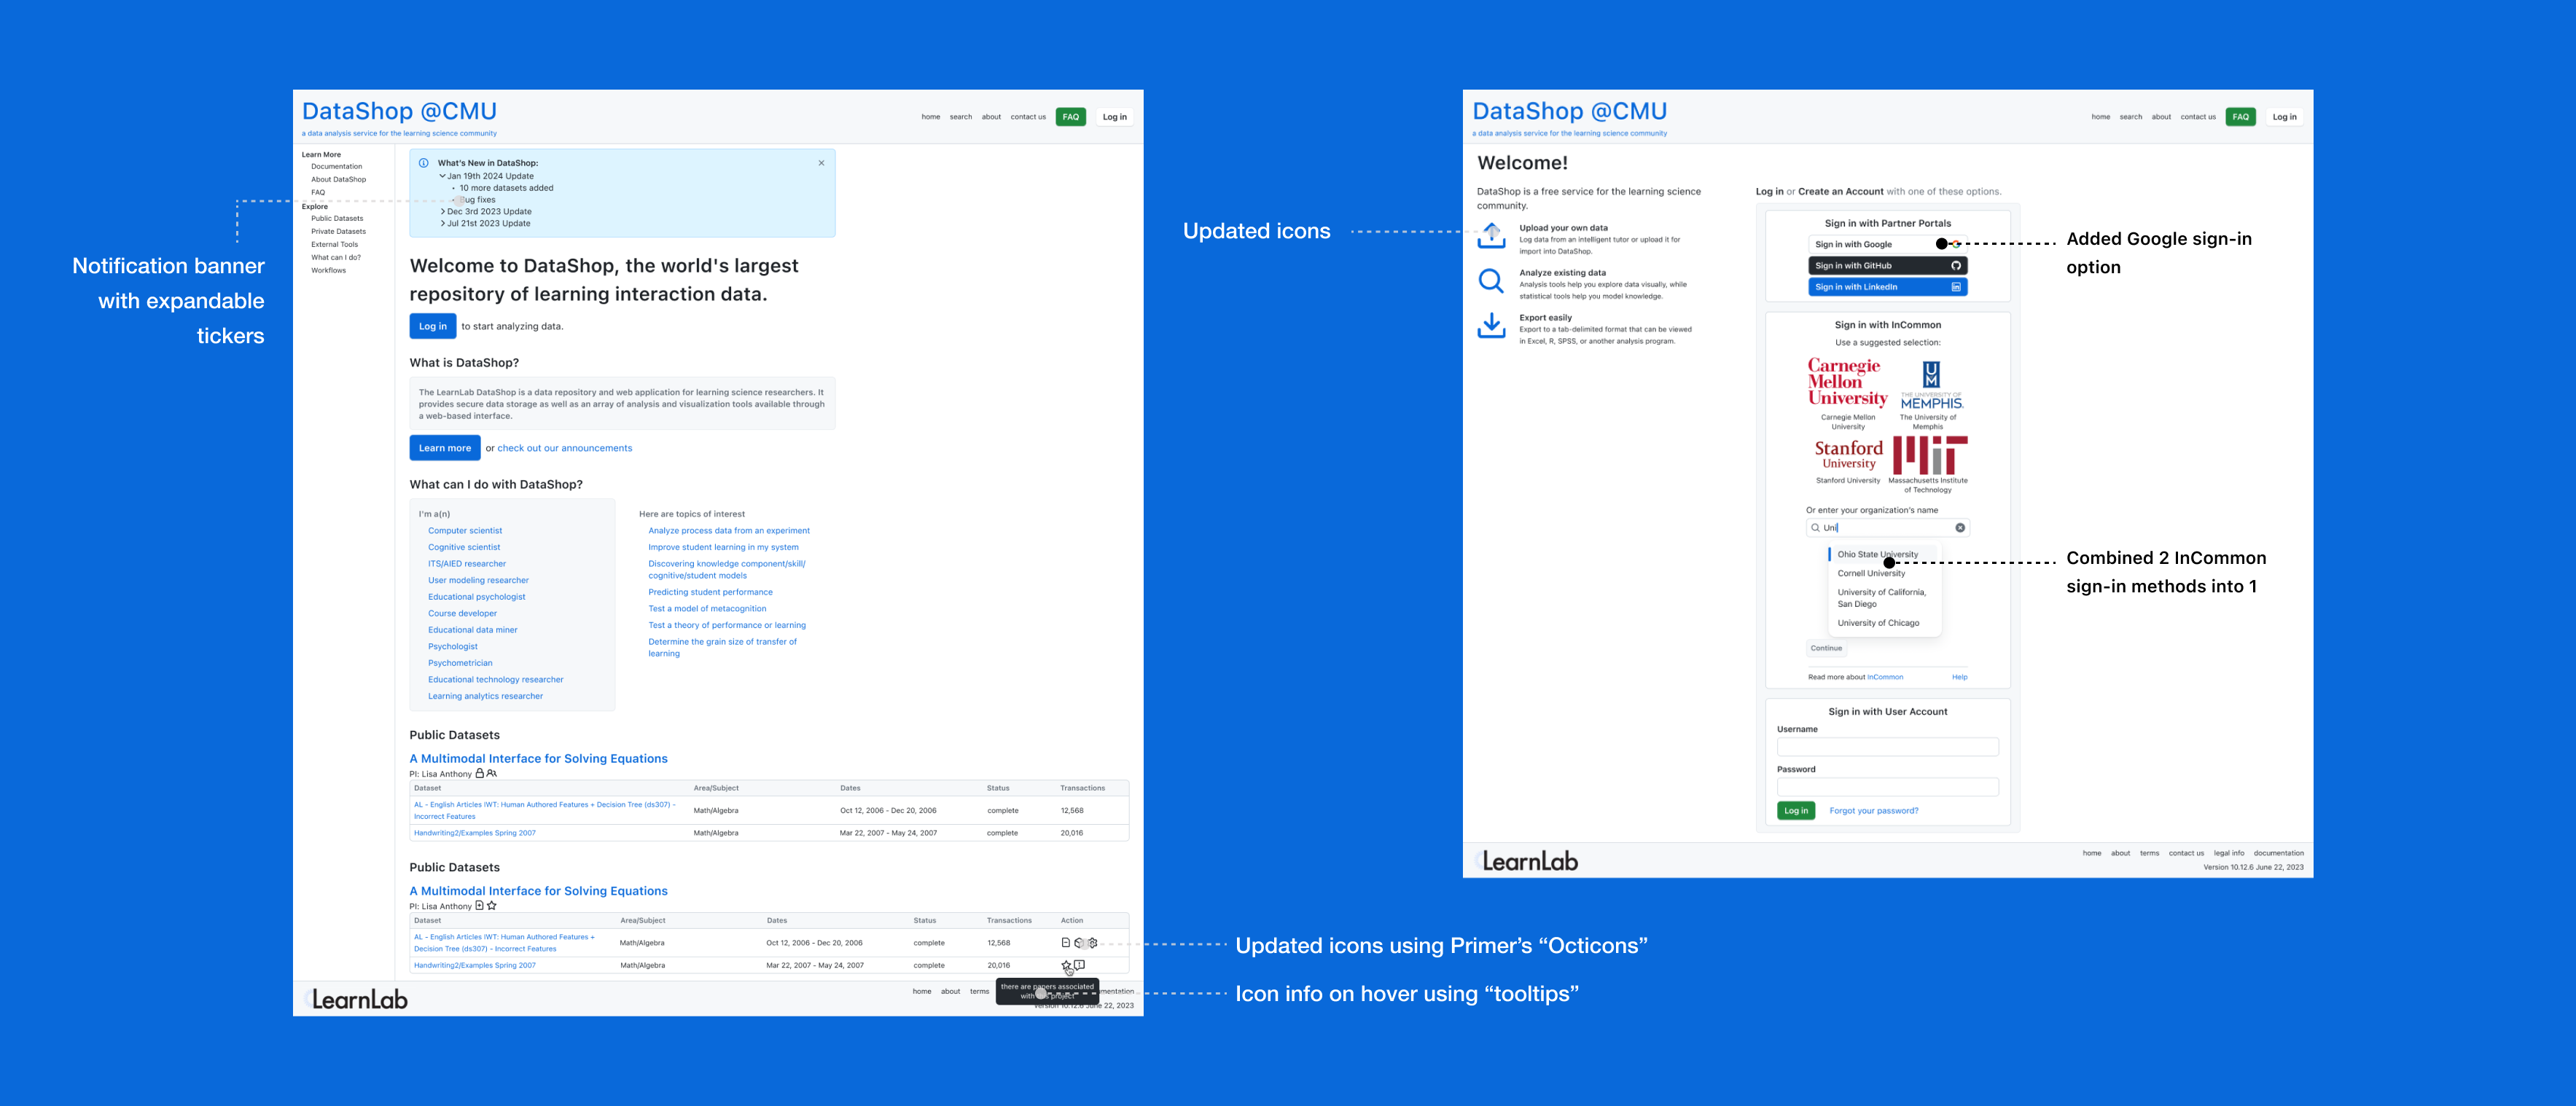 Notification banner
with expandable
tickers
DataShop @CMU
a data analysis service for the learning science community
home search about contact us FAQ Log in
Learn More
Documentation
About DataShop
FAQ
Explore
Public Datasets
Private Datasets
External Tools
What can I do?
Workflows
What's New in DataShop:
Jan 19th 2024 Update
10 more datasets added
ug fixes
Dec 3rd 2023 Update
Jul 21st 2023 Update
Welcome to DataShop, the world's largest
repository of learning interaction data.
Log in to start analyzing data.
What is DataShop?
The LearnLab DataShop is a data repository and web application for learning science researchers. It
provides secure data storage as well as an array of analysis and visualization tools available through
a web-based interface.
Learn more or check out our announcements
What can I do with DataShop?
I'm a(n)
Computer scientist
Cognitive scientist
ITS/AIED researcher
User modeling researcher
Educational psychologist
Course developer
Educational data miner
Psychologist
Psychometrician
Educational technology researcher
Learning analytics researcher
Here are topics of interest
Analyze process data from an experiment
Improve student learning in my system
Discovering knowledge component/skill/
cognitive/student models
Predicting student performance
Test a model of metacognition
Test a theory of performance or learning
Determine the grain size of transfer of
learning
Public Datasets
A Multimodal Interface for Solving Equations
PI: Lisa Anthony
Dataset Area/Subject Dates Status Transactions
AL - English Articles IWT: Human Authored Features + Decision Tree (ds307) -
Incorrect Features
Math/Algebra Oct 12, 2006 - Dec 20, 2006 complete 12,568
Handwriting2/Examples Spring 2007 Math/Algebra Mar 22, 2007 - May 24, 2007 complete 20,016
Public Datasets
A Multimodal Interface for Solving Equations
PI: Lisa Anthony
Dataset Area/Subject Dates Status Transactions Action
AL - English Articles IWT: Human Authored Features +
Decision Tree (ds307) - Incorrect Features
Math/Algebra Oct 12, 2006 - Dec 20, 2006 complete 12,568
Handwriting2/Examples Spring 2007 Math/Algebra Mar 22, 2007 - May 24, 2007 complete 20,016
LearnLab
home about terms
there are papers associated
with project
mentation
Version 10.12.6 June 22, 2023
Updated icons using Primer's “Octicons”
Icon info on hover using “tooltips”
Updated icons
DataShop @CMU
a data analysis service for the learning science community
home search about contact us FAQ Log in
Welcome!
DataShop is a free service for the learning science
community.
Upload your own data
Log data from an intelligent tutor or upload it for
import into DataShop.
Analyze existing data
Analysis tools help you explore data visually, while
statistical tools help you model knowledge.
Export easily
Export to a tab-delimited format that can be viewed
in Excel, R, SPSS, or another analysis program.
Log in or Create an Account with one of these options.
Sign in with Partner Portals
Sign in with Google
Sign in with GitHub
Sign in with LinkedIn
Sign in with InCommon
Use a suggested selection:
Carnegie
Mellon
University
Carnegie Mellon
University
UM
THE UNIVERSITY OF
MEMPHIS.
The University of
Memphis
Stanford
University
Stanford University
MIT
Massachusetts Institute
of Technology
Or enter your organization's name
Uni
Ohio State University
Cornell University
University of California,
San Diego
University of Chicago
Continue
Read more about InCommon Help
Sign in with User Account
Username
Password
Log in Forgot your password?
LearnLab
home about terms contact us legal info documentation
Version 10.12.6 June 22, 2023
Added Google sign-in
option
Combined 2 InCommon
sign-in methods into 1